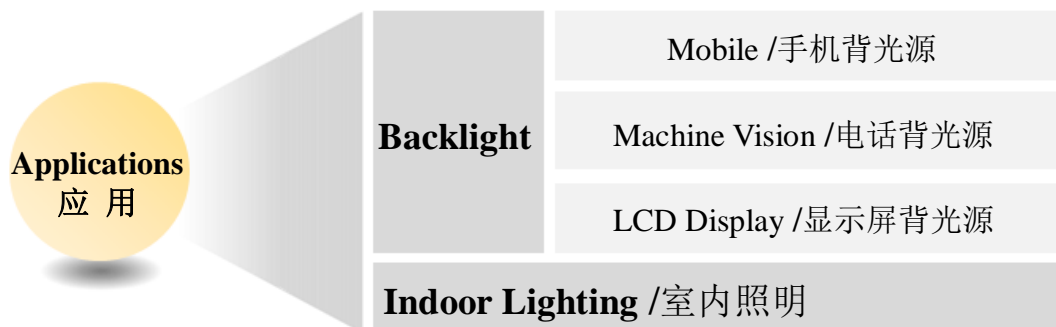 Applications
应 用
Backlight
Mobile /手机背光源
Machine Vision /电话背光源
LCD Display /显示屏背光源
Indoor Lighting /室内照明